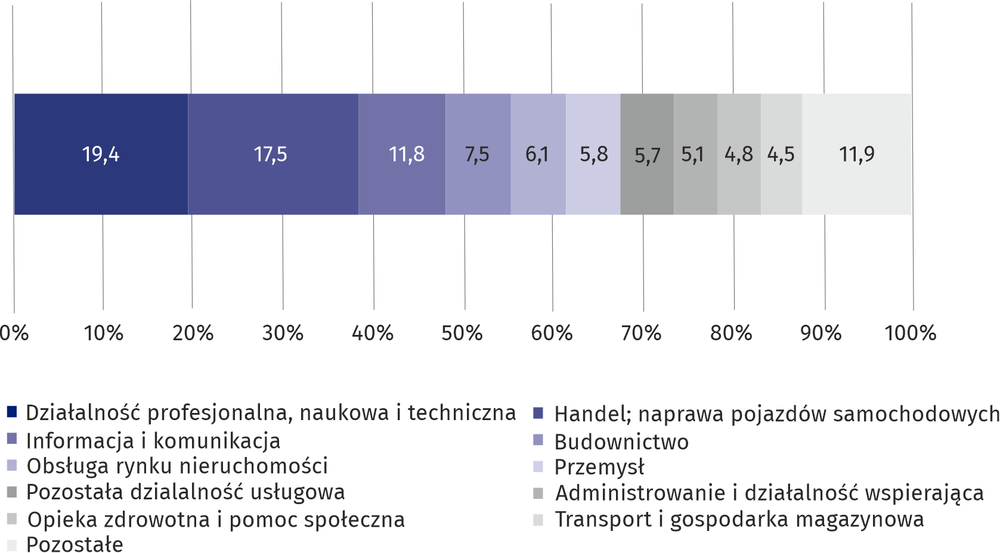 19,4 17,5 11,8 7,5 6,1 5,8 5,7 5,1 4,8 4,5 11,9
0% 10% 20% 30% 40% 50% 60% 70% 80% 90% 100%
Działalność profesjonalna, naukowa i techniczna
Handel; naprawa pojazdów samochodowych
Informacja i komunikacja
Budownictwo
Obsługa rynku nieruchomości
Przemysł
Pozostała dzialalność usługowa
Administrowanie i działalność wspierająca
Opieka zdrowotna i pomoc społeczna
Transport i gospodarka magazynowa
Pozostałe